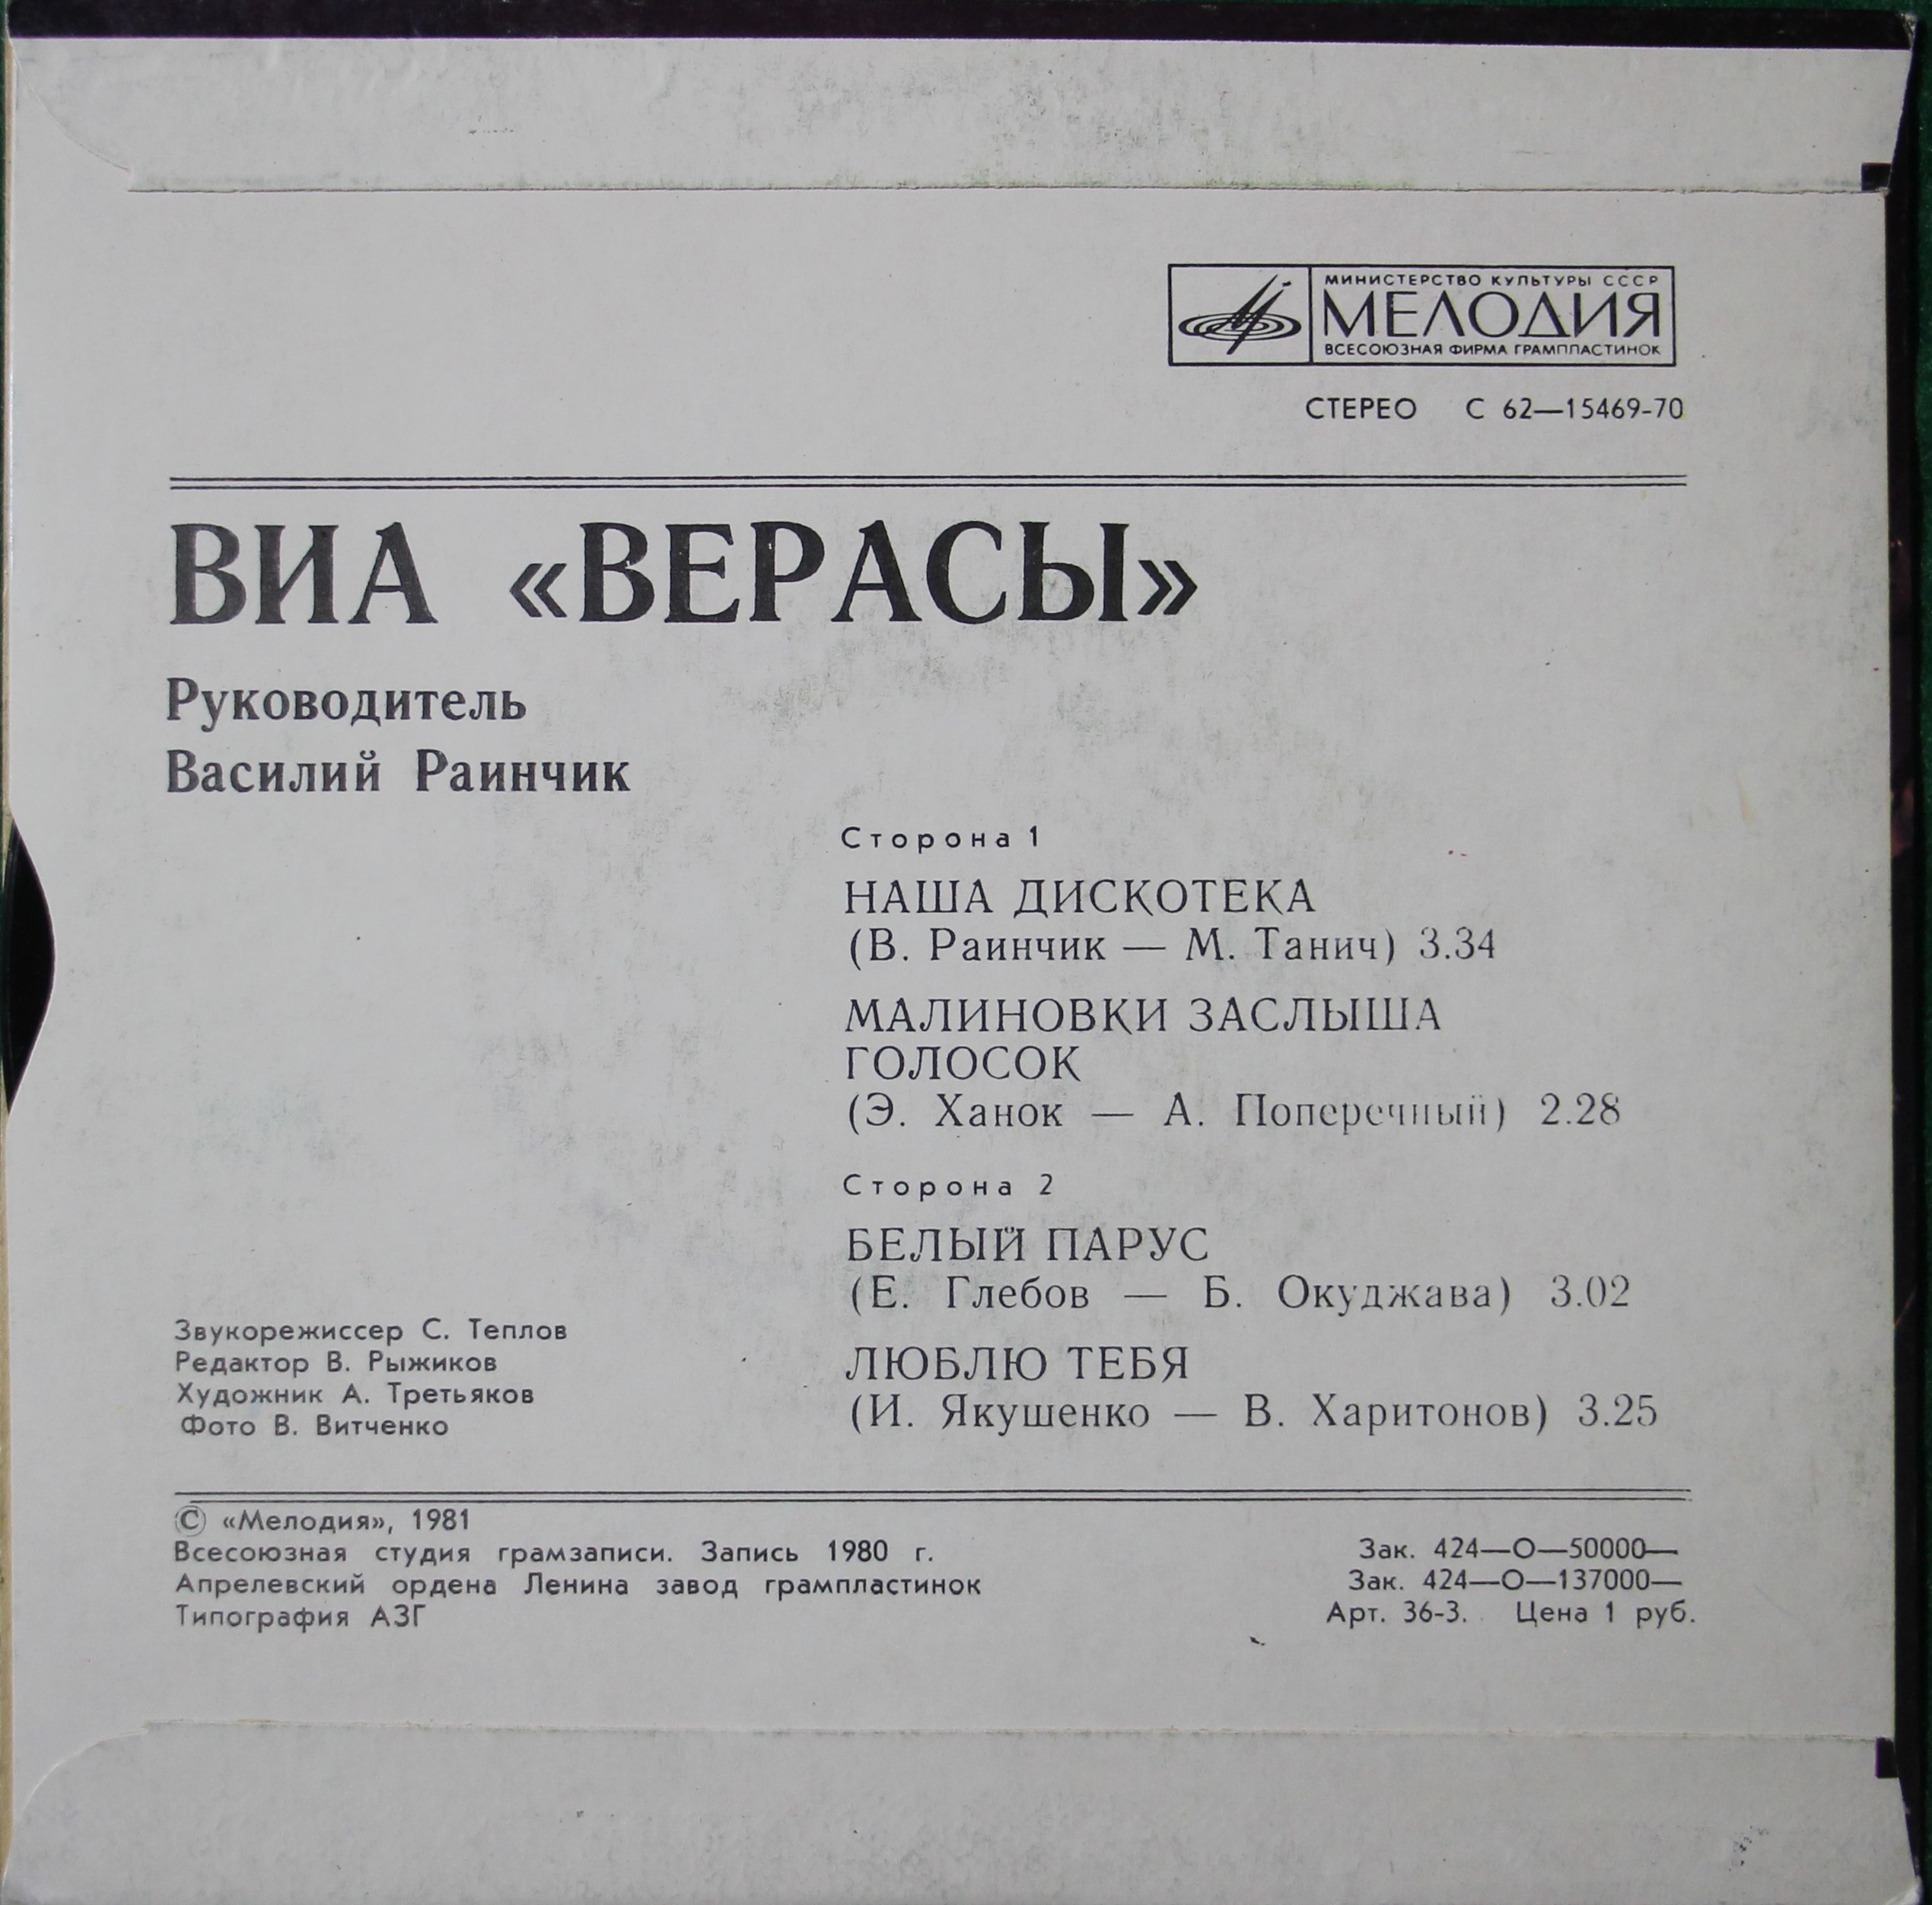 МИНИСТЕРСТВО КУЛЬТУРЫ СССР
МЕЛОДИЯ
ВСЕСОЮЗНАЯ ФИРМА ГРАМПЛАСТИНОК
СТЕРЕО С 62—15469-70
ВИА «ВЕРАСЫ»
Руководитель
Василий Раинчик
Сторона 1
НАША ДИСКОТЕКА
(В. Раинчик — М. Танич) 3.34
МАЛИНОВКИ ЗАСЛЫША
ГОЛОСОК
(Э. Ханок — А. Поперечный) 2.28
Сторона 2
БЕЛЫЙ ПАРУС
(Е. Глебов — Б. Окуджава) 3.02
ЛЮБЛЮ ТЕБЯ
(И. Якушенко — В. Харитонов) 3.25
Звукорежиссер С. Теплов
Редактор В. Рыжиков
Художник А. Третьяков
Фото В. Витченко
© «Мелодия», 1981
Всесоюзная студия грамзаписи. Запись 1980 г.
Апрелевский ордена Ленина завод грампластинок
Типография АЗГ
Зак. 424—О—50000—
Зак. 424—О—137000—
Арт. 36-3. Цена 1 руб.